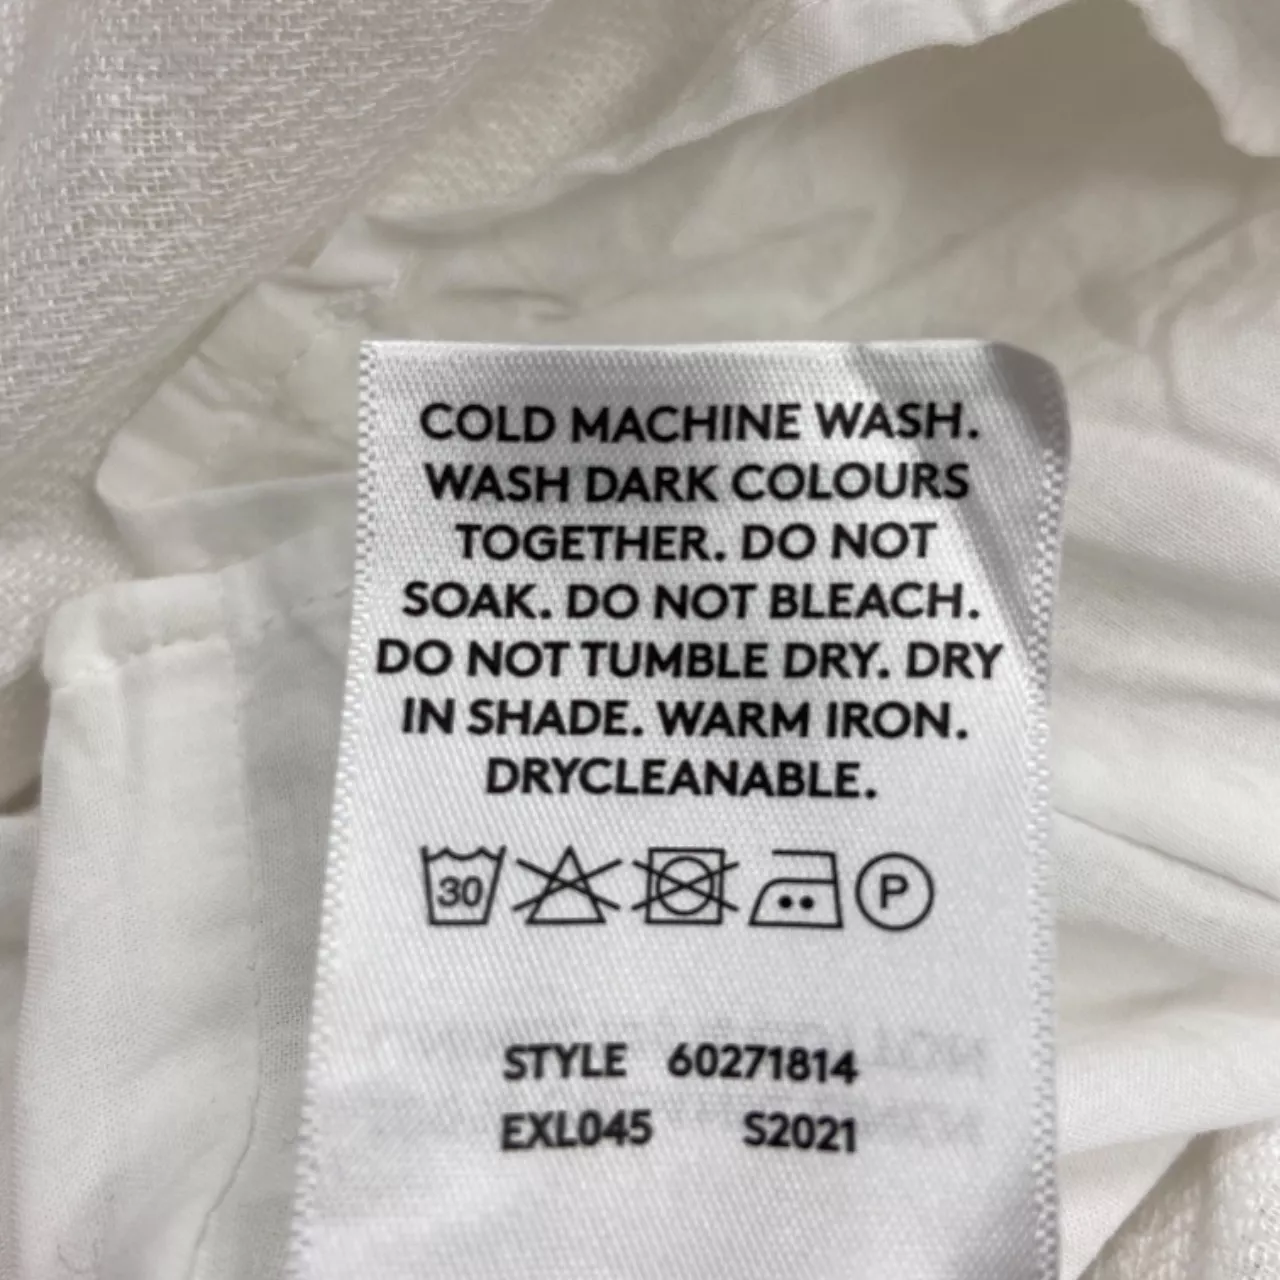 COLD MACHINE WASH.
WASH DARK COLOURS
TOGETHER. DO NOT
SOAK. DO NOT BLEACH.
DO NOT TUMBLE DRY. DRY
IN SHADE. WARM IRON.
DRYCLEANABLE.
30 P
STYLE 60271814
EXL045 S2021